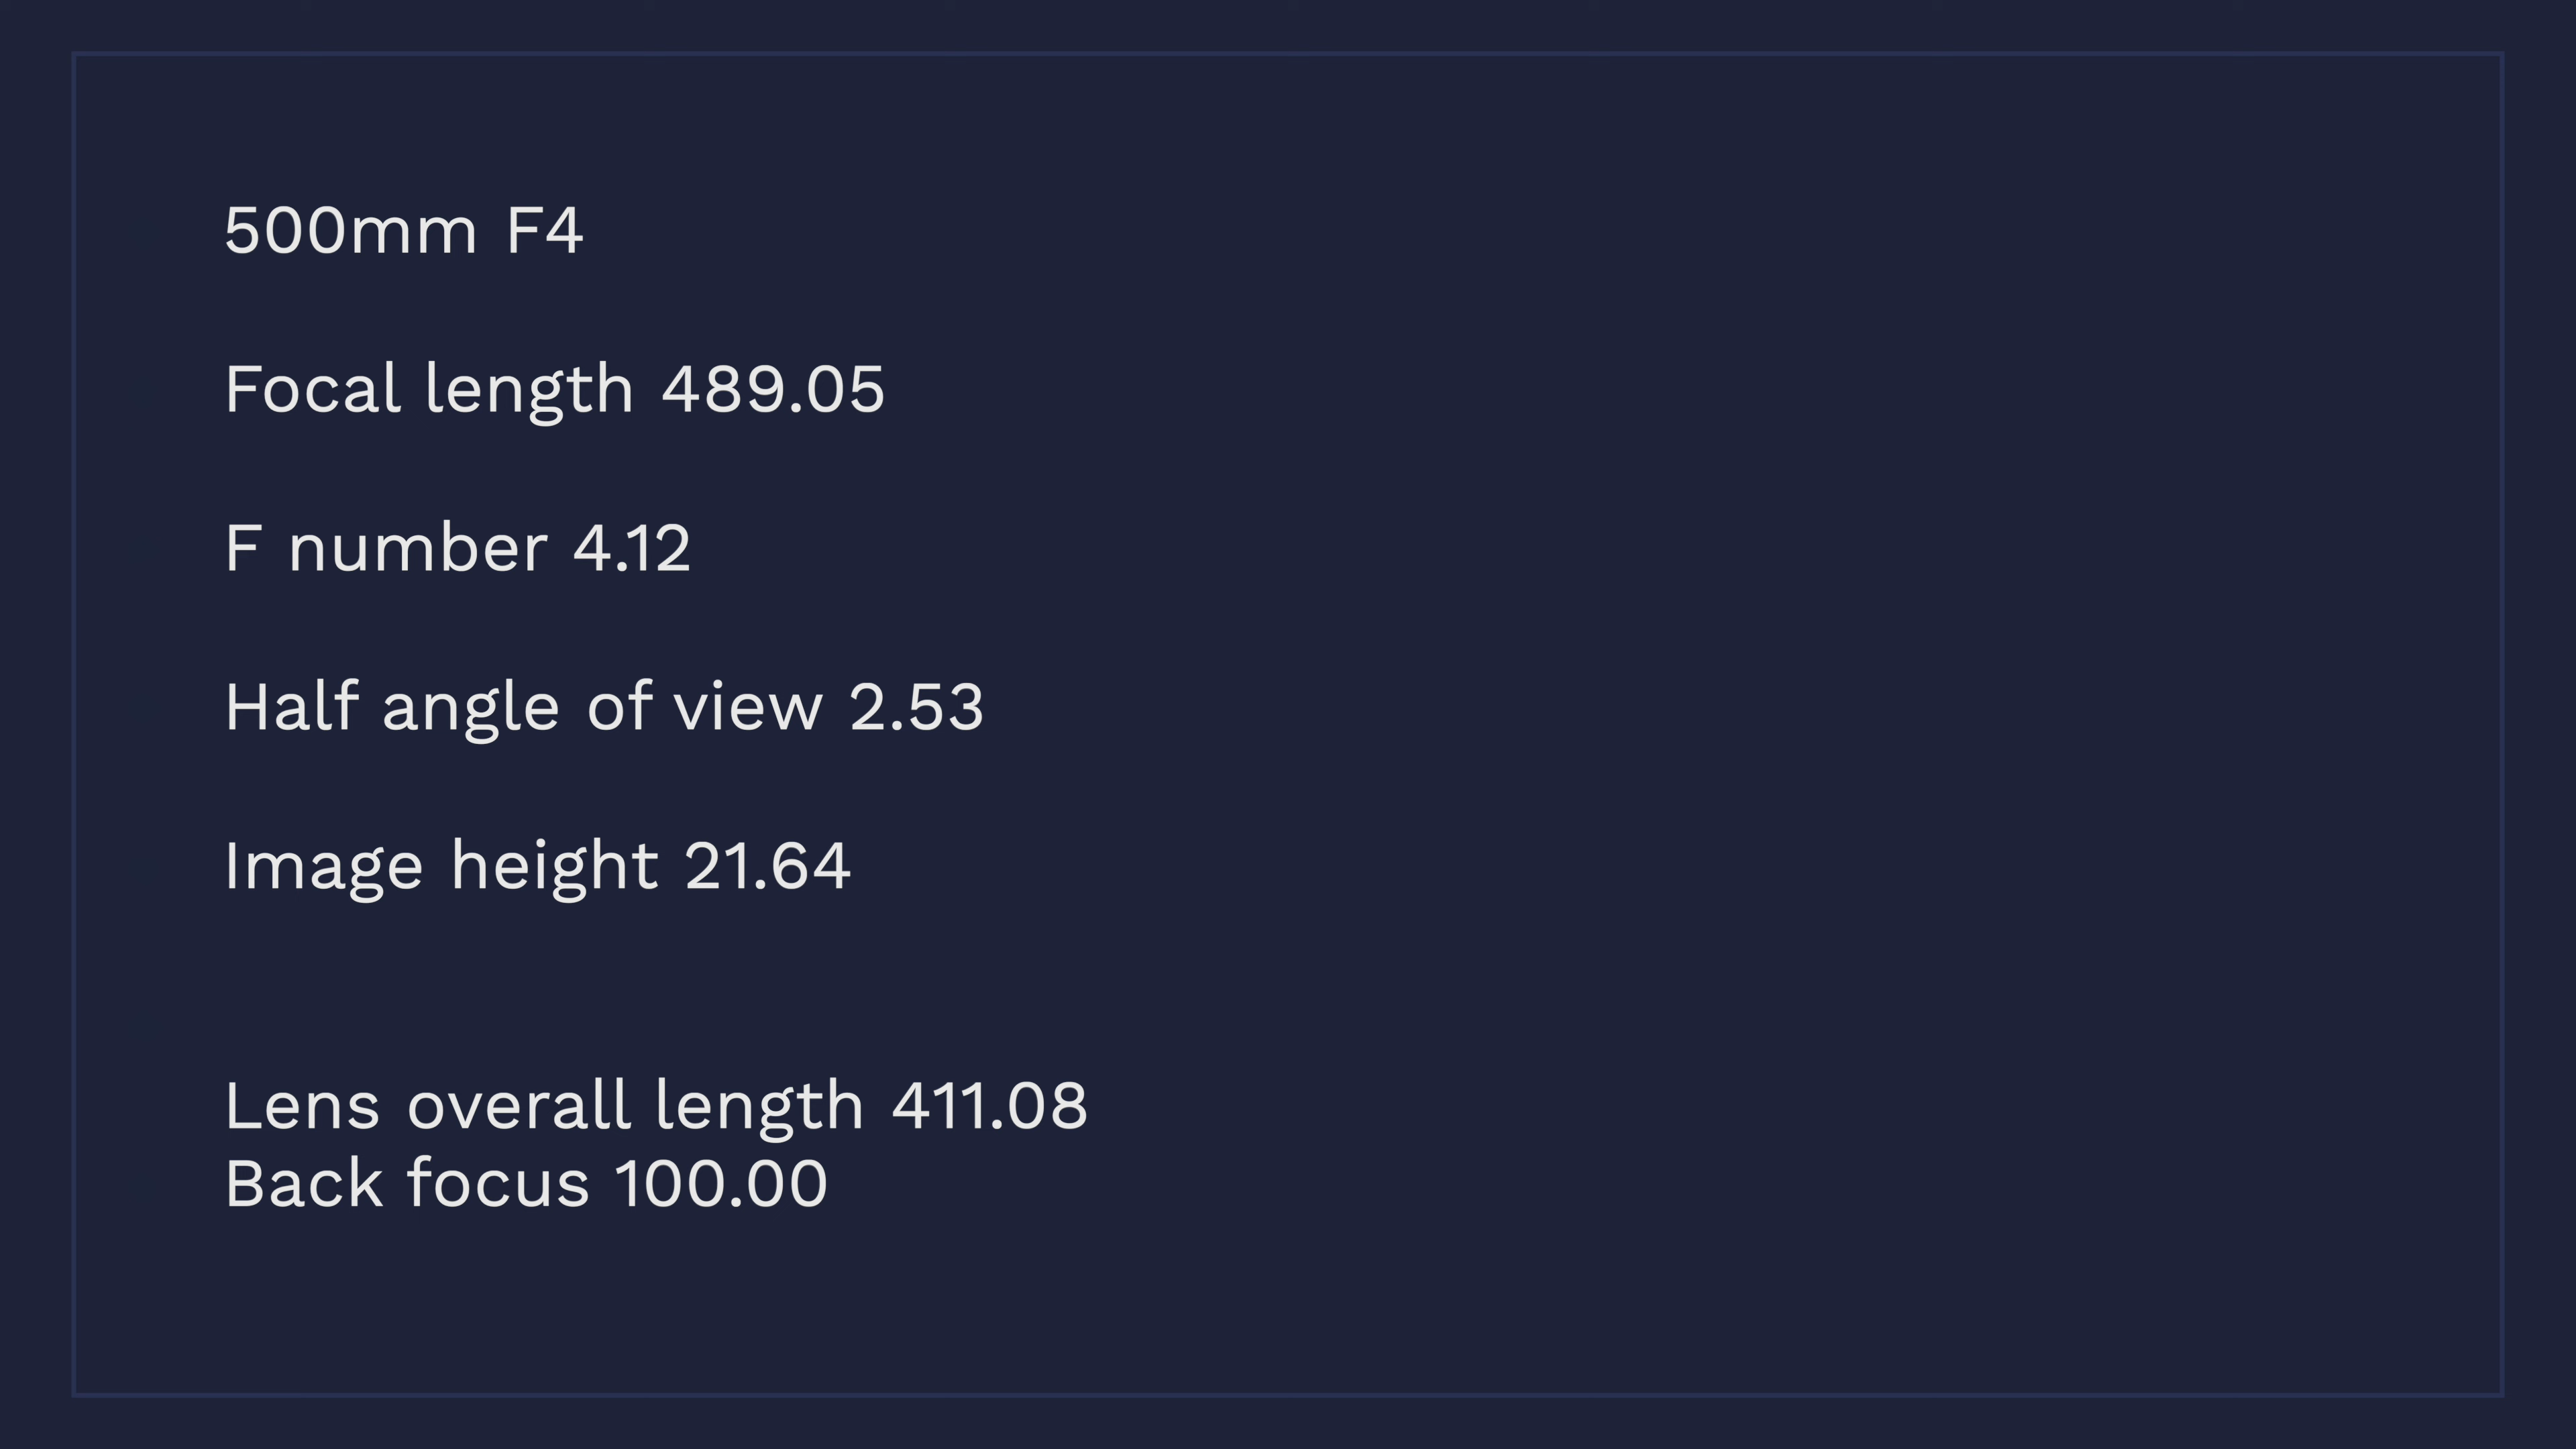 500mm F4
Focal length 489.05
F number 4.12
Half angle of view 2.53
Image height 21.64
Lens overall length 411.08
Back focus 100.00